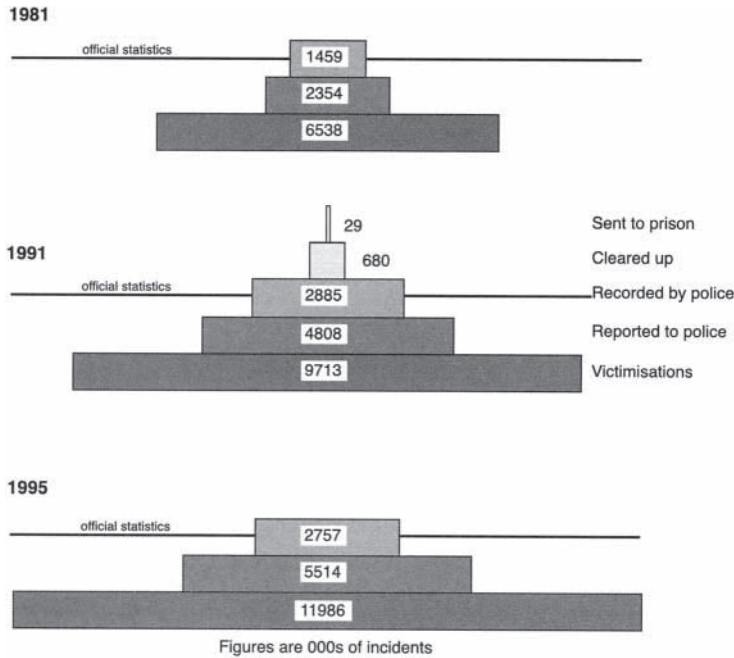 1981
official statistics
1459
2354
6538
29
Sent to prison
1991
680
Cleared up
official statistics
2885
Recorded by police
4808
Reported to police
9713
Victimisations
1995
official statistics
2757
5514
11986
Figures are 000s of incidents